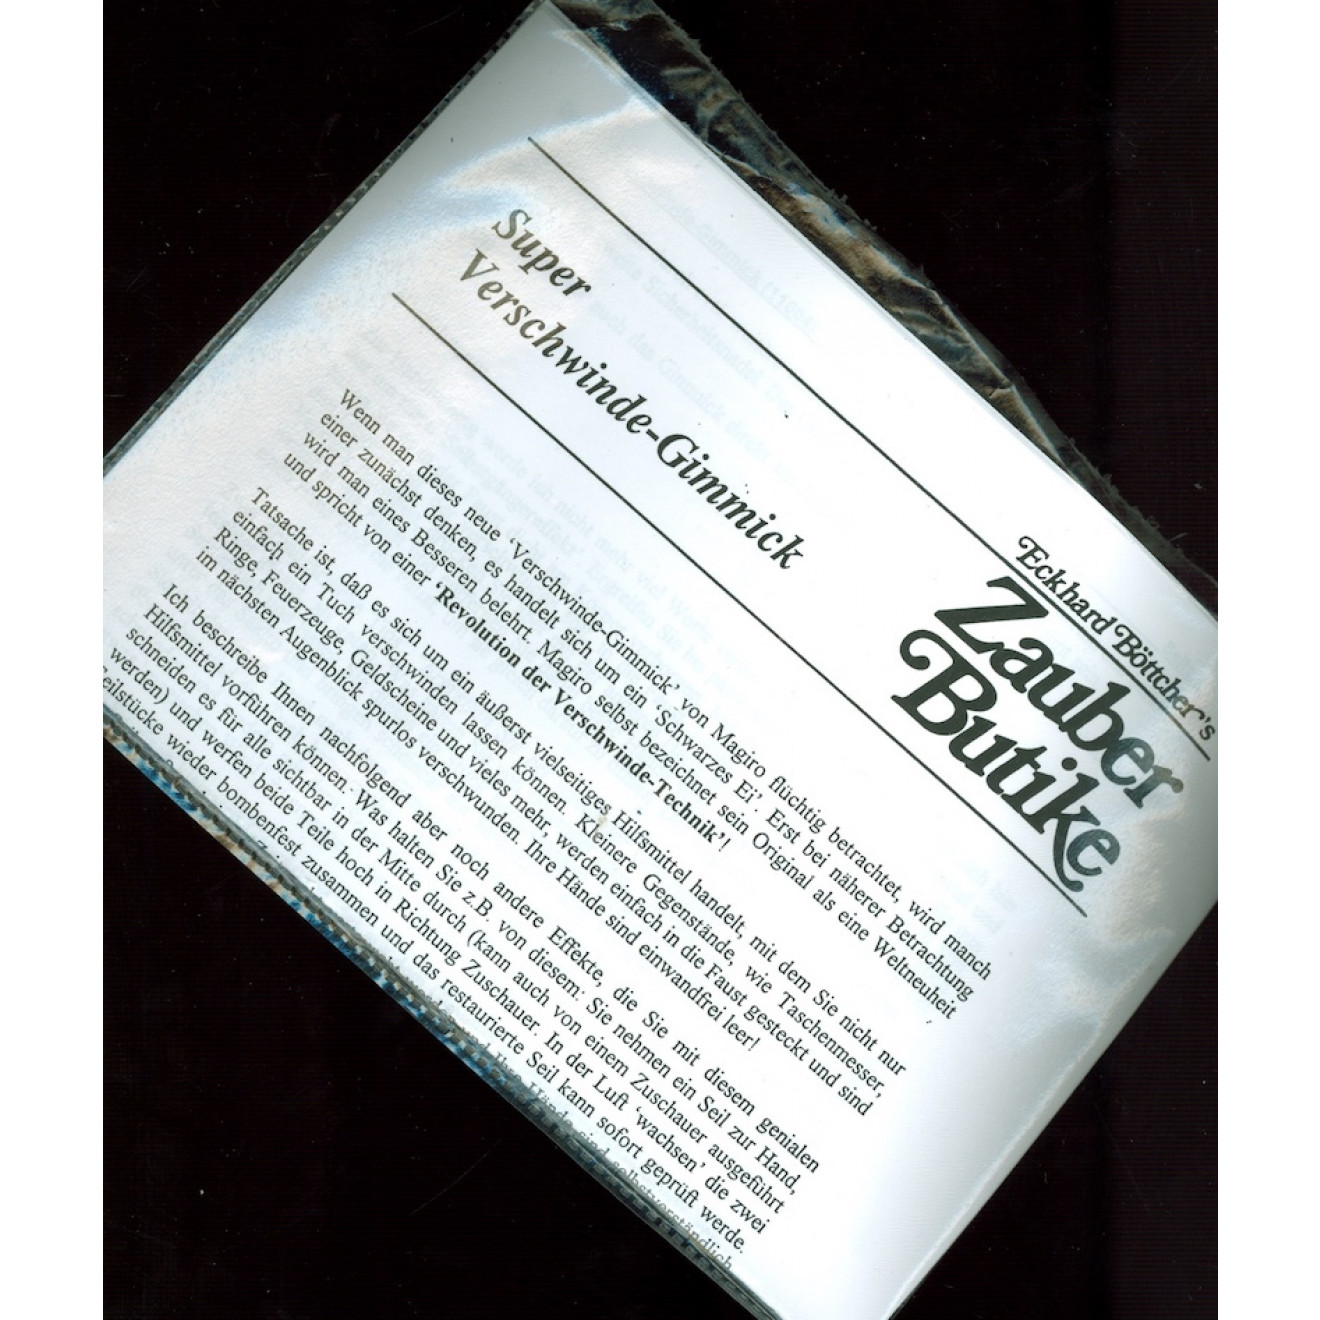 Super
Verschwinde-Gimmick
Eckhard Böttcher's
Zauber
Butike
Wenn man dieses neue 'Verschwinde-Gimmick' von Magiro flüchtig betrachtet, wird manch
einer zunächst denken, es handelt sich um ein 'Schwarzes Ei'. Erst bei näherer Betrachtung
wird man eines Besseren belehrt. Magiro selbst bezeichnet sein Original als eine Weltneuheit
und spricht von einer 'Revolution der Verschwinde-Technik'!
Tatsache ist, daß es sich um ein äußerst vielseitiges Hilfsmittel handelt, mit dem Sie nicht nur
einfach ein Tuch verschwinden lassen können. Kleinere Gegenstände, wie Taschenmesser,
Ringe, Feuerzeuge, Geldscheine und vieles mehr, werden einfach in die Faust gesteckt und sind
im nächsten Augenblick spurlos verschwunden. Ihre Hände sind einwandfrei leer!
Ich beschreibe Ihnen nachfolgend aber noch andere Effekte, die Sie mit diesem genialen
Hilfsmittel vorführen können: Was halten Sie z.B. von diesem: Sie nehmen ein Seil zur Hand,
schneiden es für alle sichtbar in der Mitte durch (kann auch von einem Zuschauer ausgeführt
werden) und werfen beide Teile hoch in Richtung Zuschauer. In der Luft 'wachsen' die zwei
eilstücke wieder bombenfest zusammen und das restaurierte Seil kann sofort geprüft werde.
Hände sind selbstverständlich